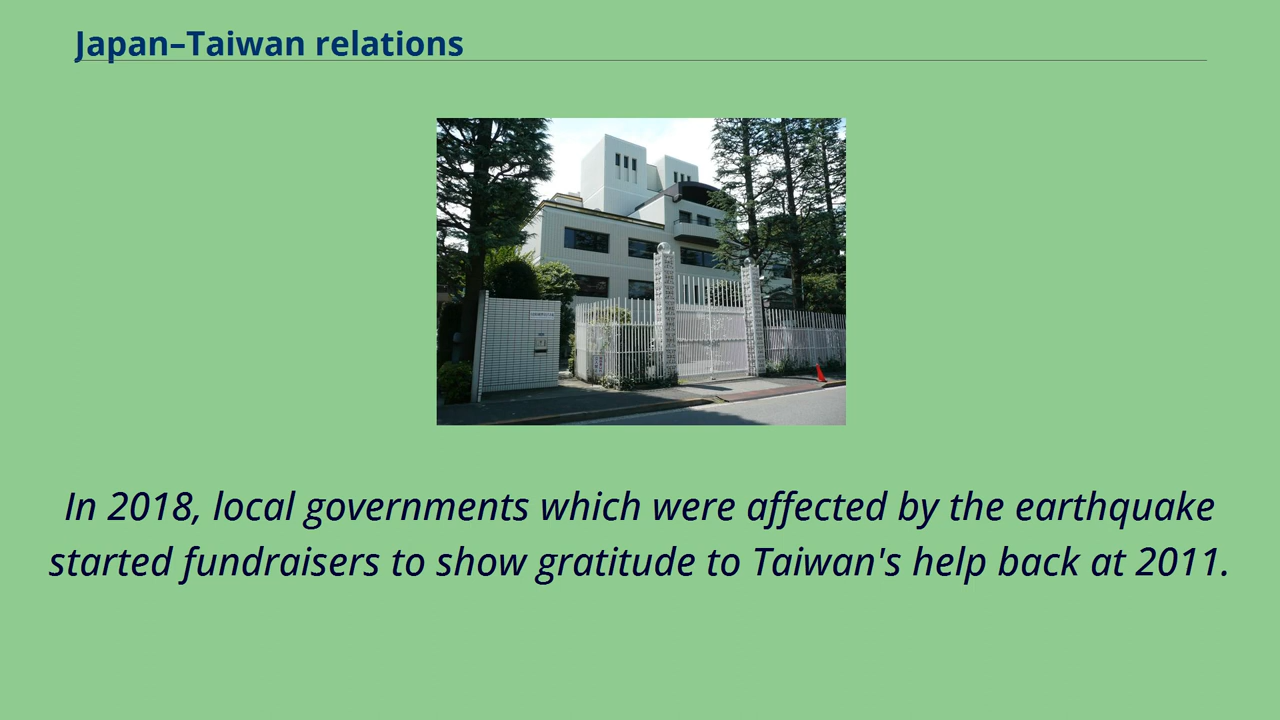 Japan–Taiwan relations
In 2018, local governments which were affected by the earthquake
started fundraisers to show gratitude to Taiwan's help back at 2011.